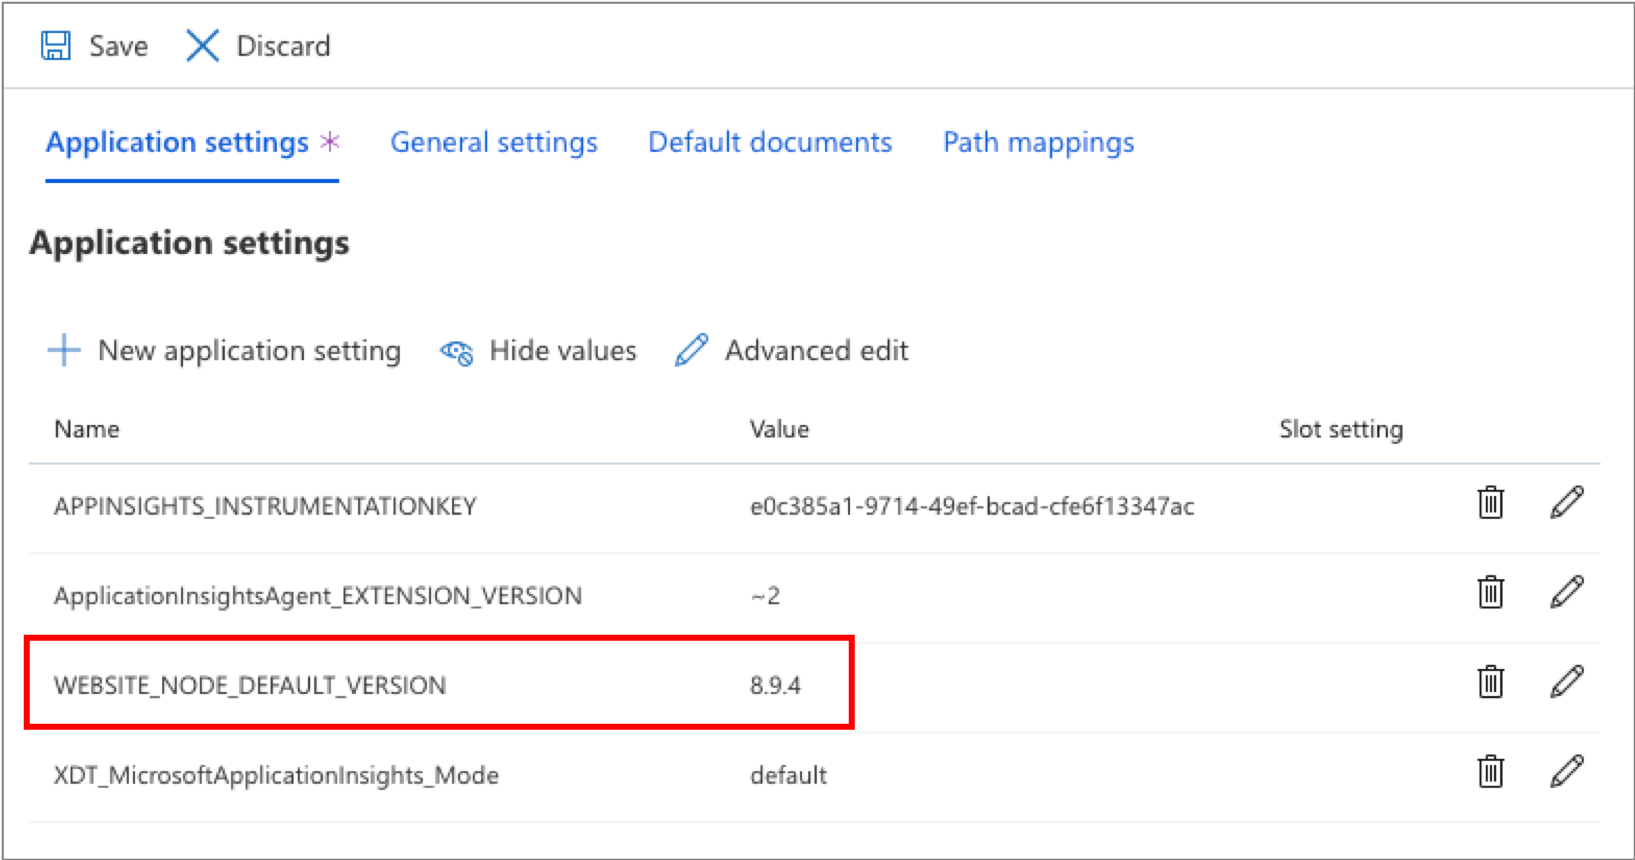 Save Discard
Application settings * General settings Default documents Path mappings
Application settings
New application setting Hide values Advanced edit
Name Value Slot setting
APPINSIGHTS_INSTRUMENTATIONKEY e0c385a1-9714-49ef-bcad-cfe6f13347ac
ApplicationInsightsAgent_EXTENSION_VERSION ~2
WEBSITE_NODE_DEFAULT_VERSION 8.9.4
XDT_MicrosoftApplicationInsights_Mode default